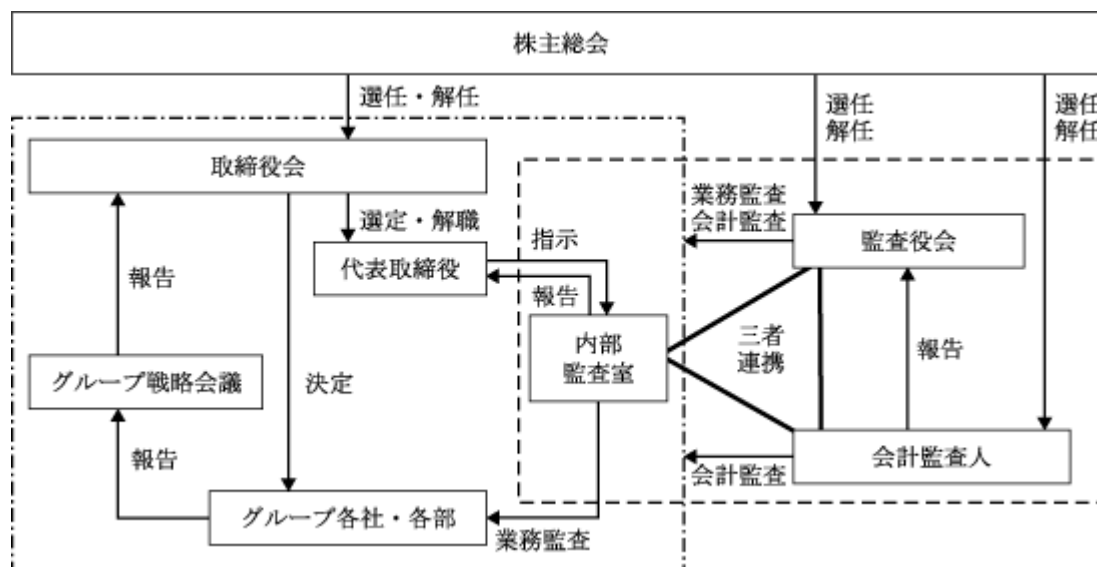 株主総会
選任・解任
選任
解任
選任
解任
取締役会
業務監査
会計監査
選定・解職
指示
監査役会
代表取締役
報告
報告
内部
監査室
三者
連携
報告
グループ戦略会議
決定
報告
会計監査
会計監査人
グループ各社・各部
業務監査